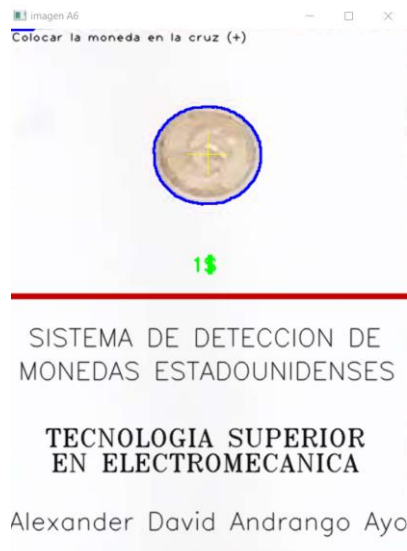 imagen A6
Colocar la moneda en la cruz (+)
1$
SISTEMA DE DETECCION DE
MONEDAS ESTADOUNIDENSES
TECNOLOGIA SUPERIOR
EN ELECTROMECANICA
Alexander David Andrango Ayo